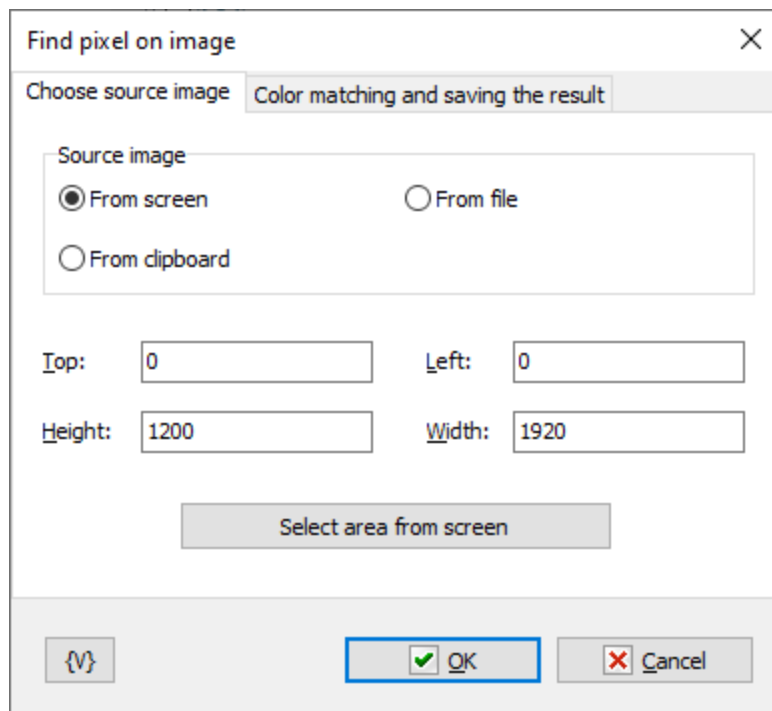 Find pixel on image
Choose source image Color matching and saving the result
Source image
From screen From file
From clipboard
Top: 0 Left: 0
Height: 1200 Width: 1920
Select area from screen
{V} OK Cancel